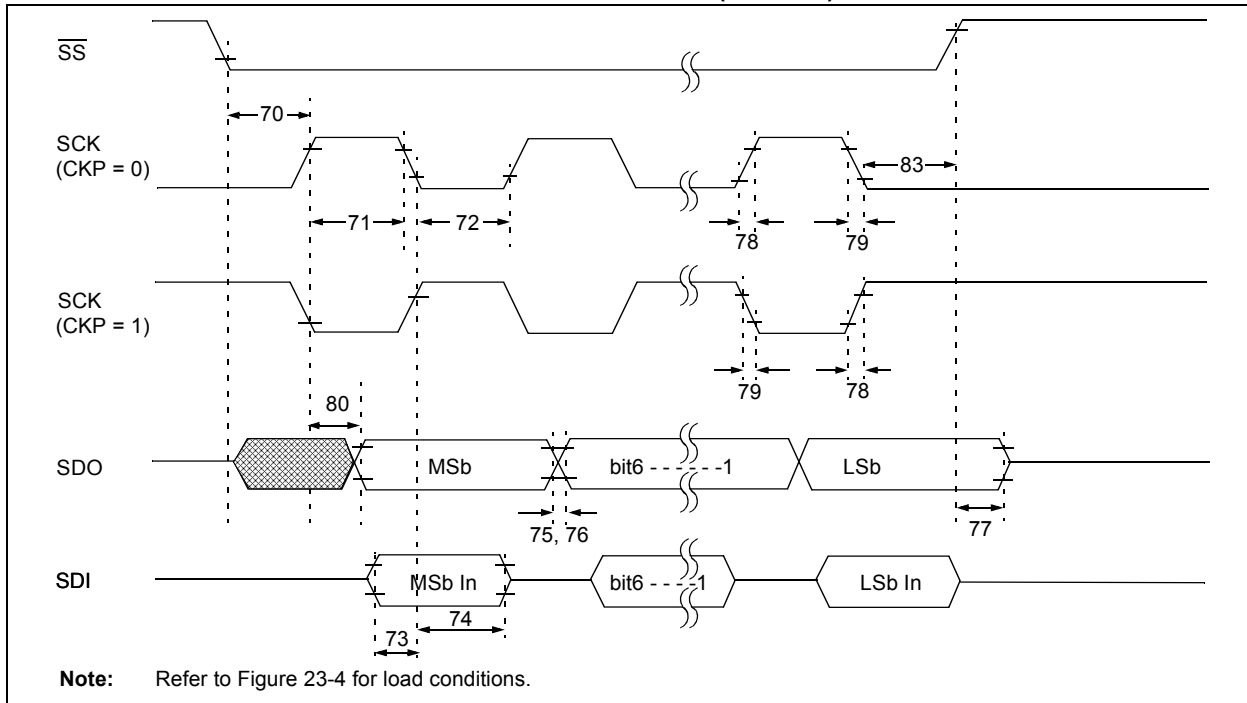 SS
70
SCK
(CKP = 0)
83
71
72
78
79
SCK
(CKP = 1)
79
78
80
SDO
MSb
bit6 - - - - - - -1
LSb
75, 76
77
SDI
MSb In
bit6 - - - -1
LSb In
74
73
Note: Refer to Figure 23-4 for load conditions.